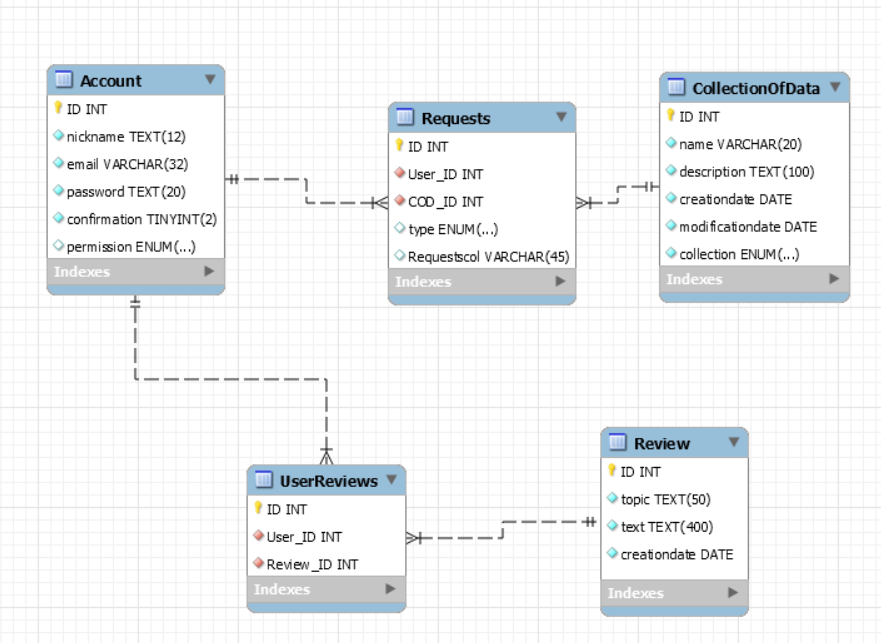 Account
ID INT
nickname TEXT(12)
email VARCHAR(32)
password TEXT(20)
confirmation TINYINT(2)
permission ENUM(...)
Indexes
Requests
ID INT
User_ID INT
COD_ID INT
type ENUM(...)
Requestscol VARCHAR(45)
Indexes
CollectionOfData
ID INT
name VARCHAR(20)
description TEXT(100)
creationdate DATE
modificationdate DATE
collection ENUM(...)
Indexes
UserReviews
ID INT
User_ID INT
Review_ID INT
Indexes
Review
ID INT
topic TEXT(50)
text TEXT(400)
creationdate DATE
Indexes